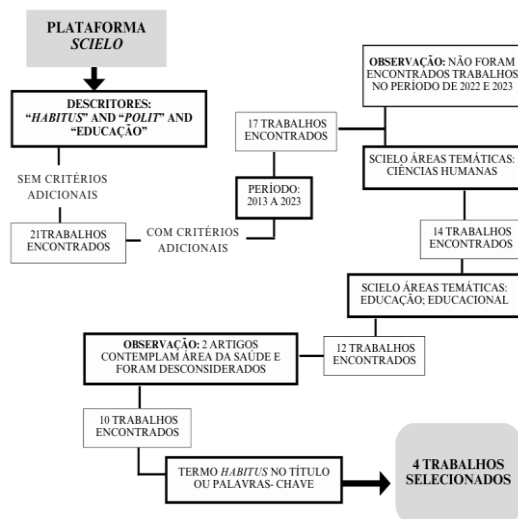 PLATAFORMA
SCIELO
DESCRITORES:
“HABITUS” AND “POLIT” AND
“EDUCAÇÃO”
SEM CRITÉRIOS
ADICIONAIS
21TRABALHOS
ENCONTRADOS
COM CRITÉRIOS
ADICIONAIS
PERÍODO:
2013 A 2023
17 TRABALHOS
ENCONTRADOS
OBSERVAÇÃO: NÃO FORAM
ENCONTRADOS TRABALHOS
NO PERÍODO DE 2022 E 2023
SCIELO ÁREAS TEMÁTICAS:
CIÊNCIAS HUMANAS
14 TRABALHOS
ENCONTRADOS
SCIELO ÁREAS TEMÁTICAS:
EDUCAÇÃO; EDUCACIONAL
12 TRABALHOS
ENCONTRADOS
OBSERVAÇÃO: 2 ARTIGOS
CONTEMPLAM ÁREA DA SAÚDE E
FORAM DESCONSIDERADOS
10 TRABALHOS
ENCONTRADOS
TERMO HABITUS NO TÍTULO
OU PALAVRAS- CHAVE
4 TRABALHOS
SELECIONADOS